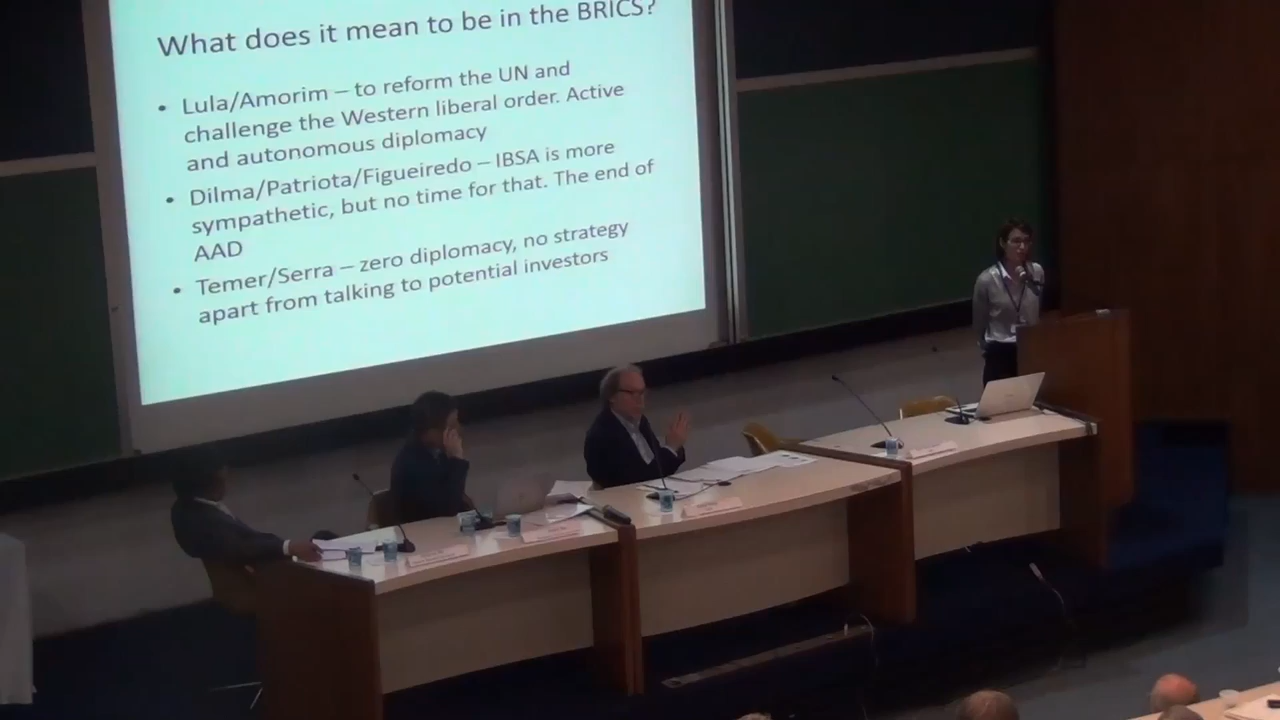 What does it mean to be in the BRICS?
• Lula/Amorim – to reform the UN and
challenge the Western liberal order. Active
and autonomous diplomacy
• Dilma/Patriota/Figueiredo – IBSA is more
sympathetic, but no time for that. The end of
AAD
• Temer/Serra – zero diplomacy, no strategy
apart from talking to potential investors